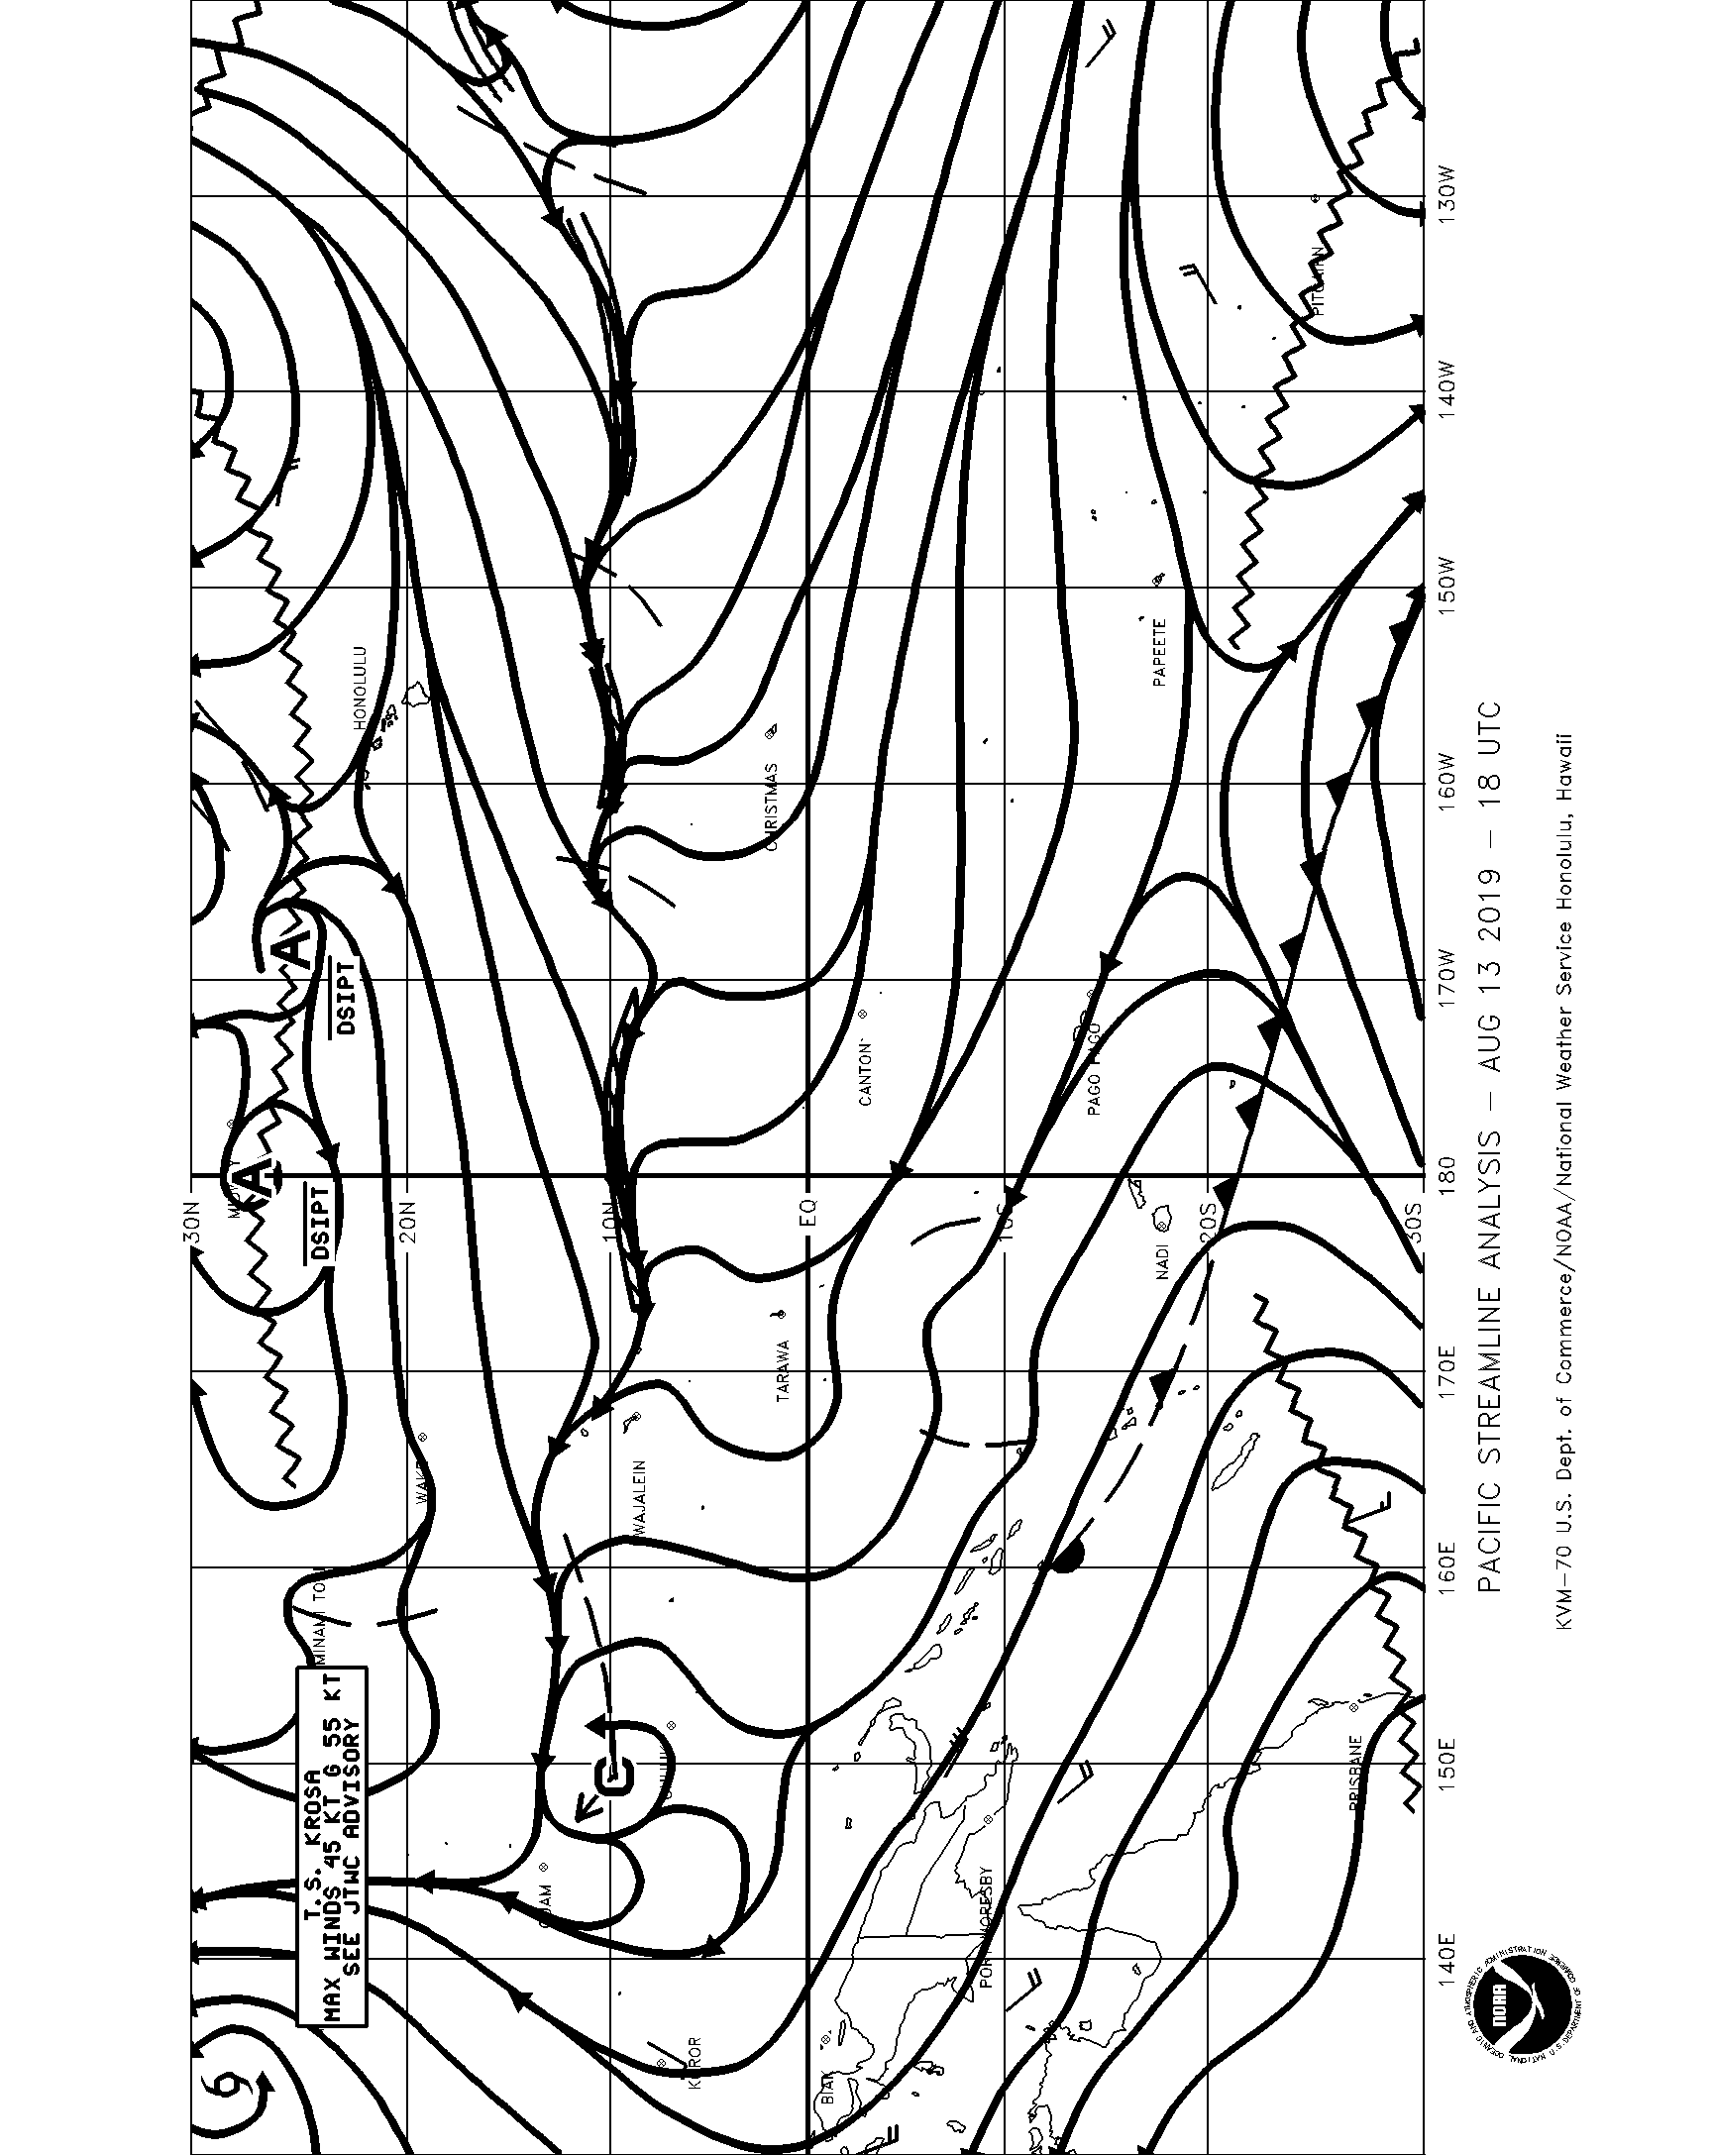 30N
20N
10N
EQ
10S
20S
30S
140E
150E
160E
170E
180
170W
160W
150W
140W
130W
HONOLULU
CHRISTMAS
PAPEETE
PITCAIRN
CANTON
PAGO PAGO
NADI
TARAWA
WAJALEIN
WAKE
MINAMI TO
GUAM
KOROR
BIAK
PORT MORESBY
BRISBANE
A
DSIPT
A
DSIPT
C
T.S. KROSA
MAX WINDS 45 KT G 55 KT
SEE JTWC ADVISORY
PACIFIC STREAMLINE ANALYSIS - AUG 13 2019 - 18 UTC
KVM-70 U.S. Dept. of Commerce/NOAA/National Weather Service Honolulu, Hawaii
NOAA
NATIONAL OCEANIC AND ATMOSPHERIC ADMINISTRATION
U.S. DEPARTMENT OF COMMERCE